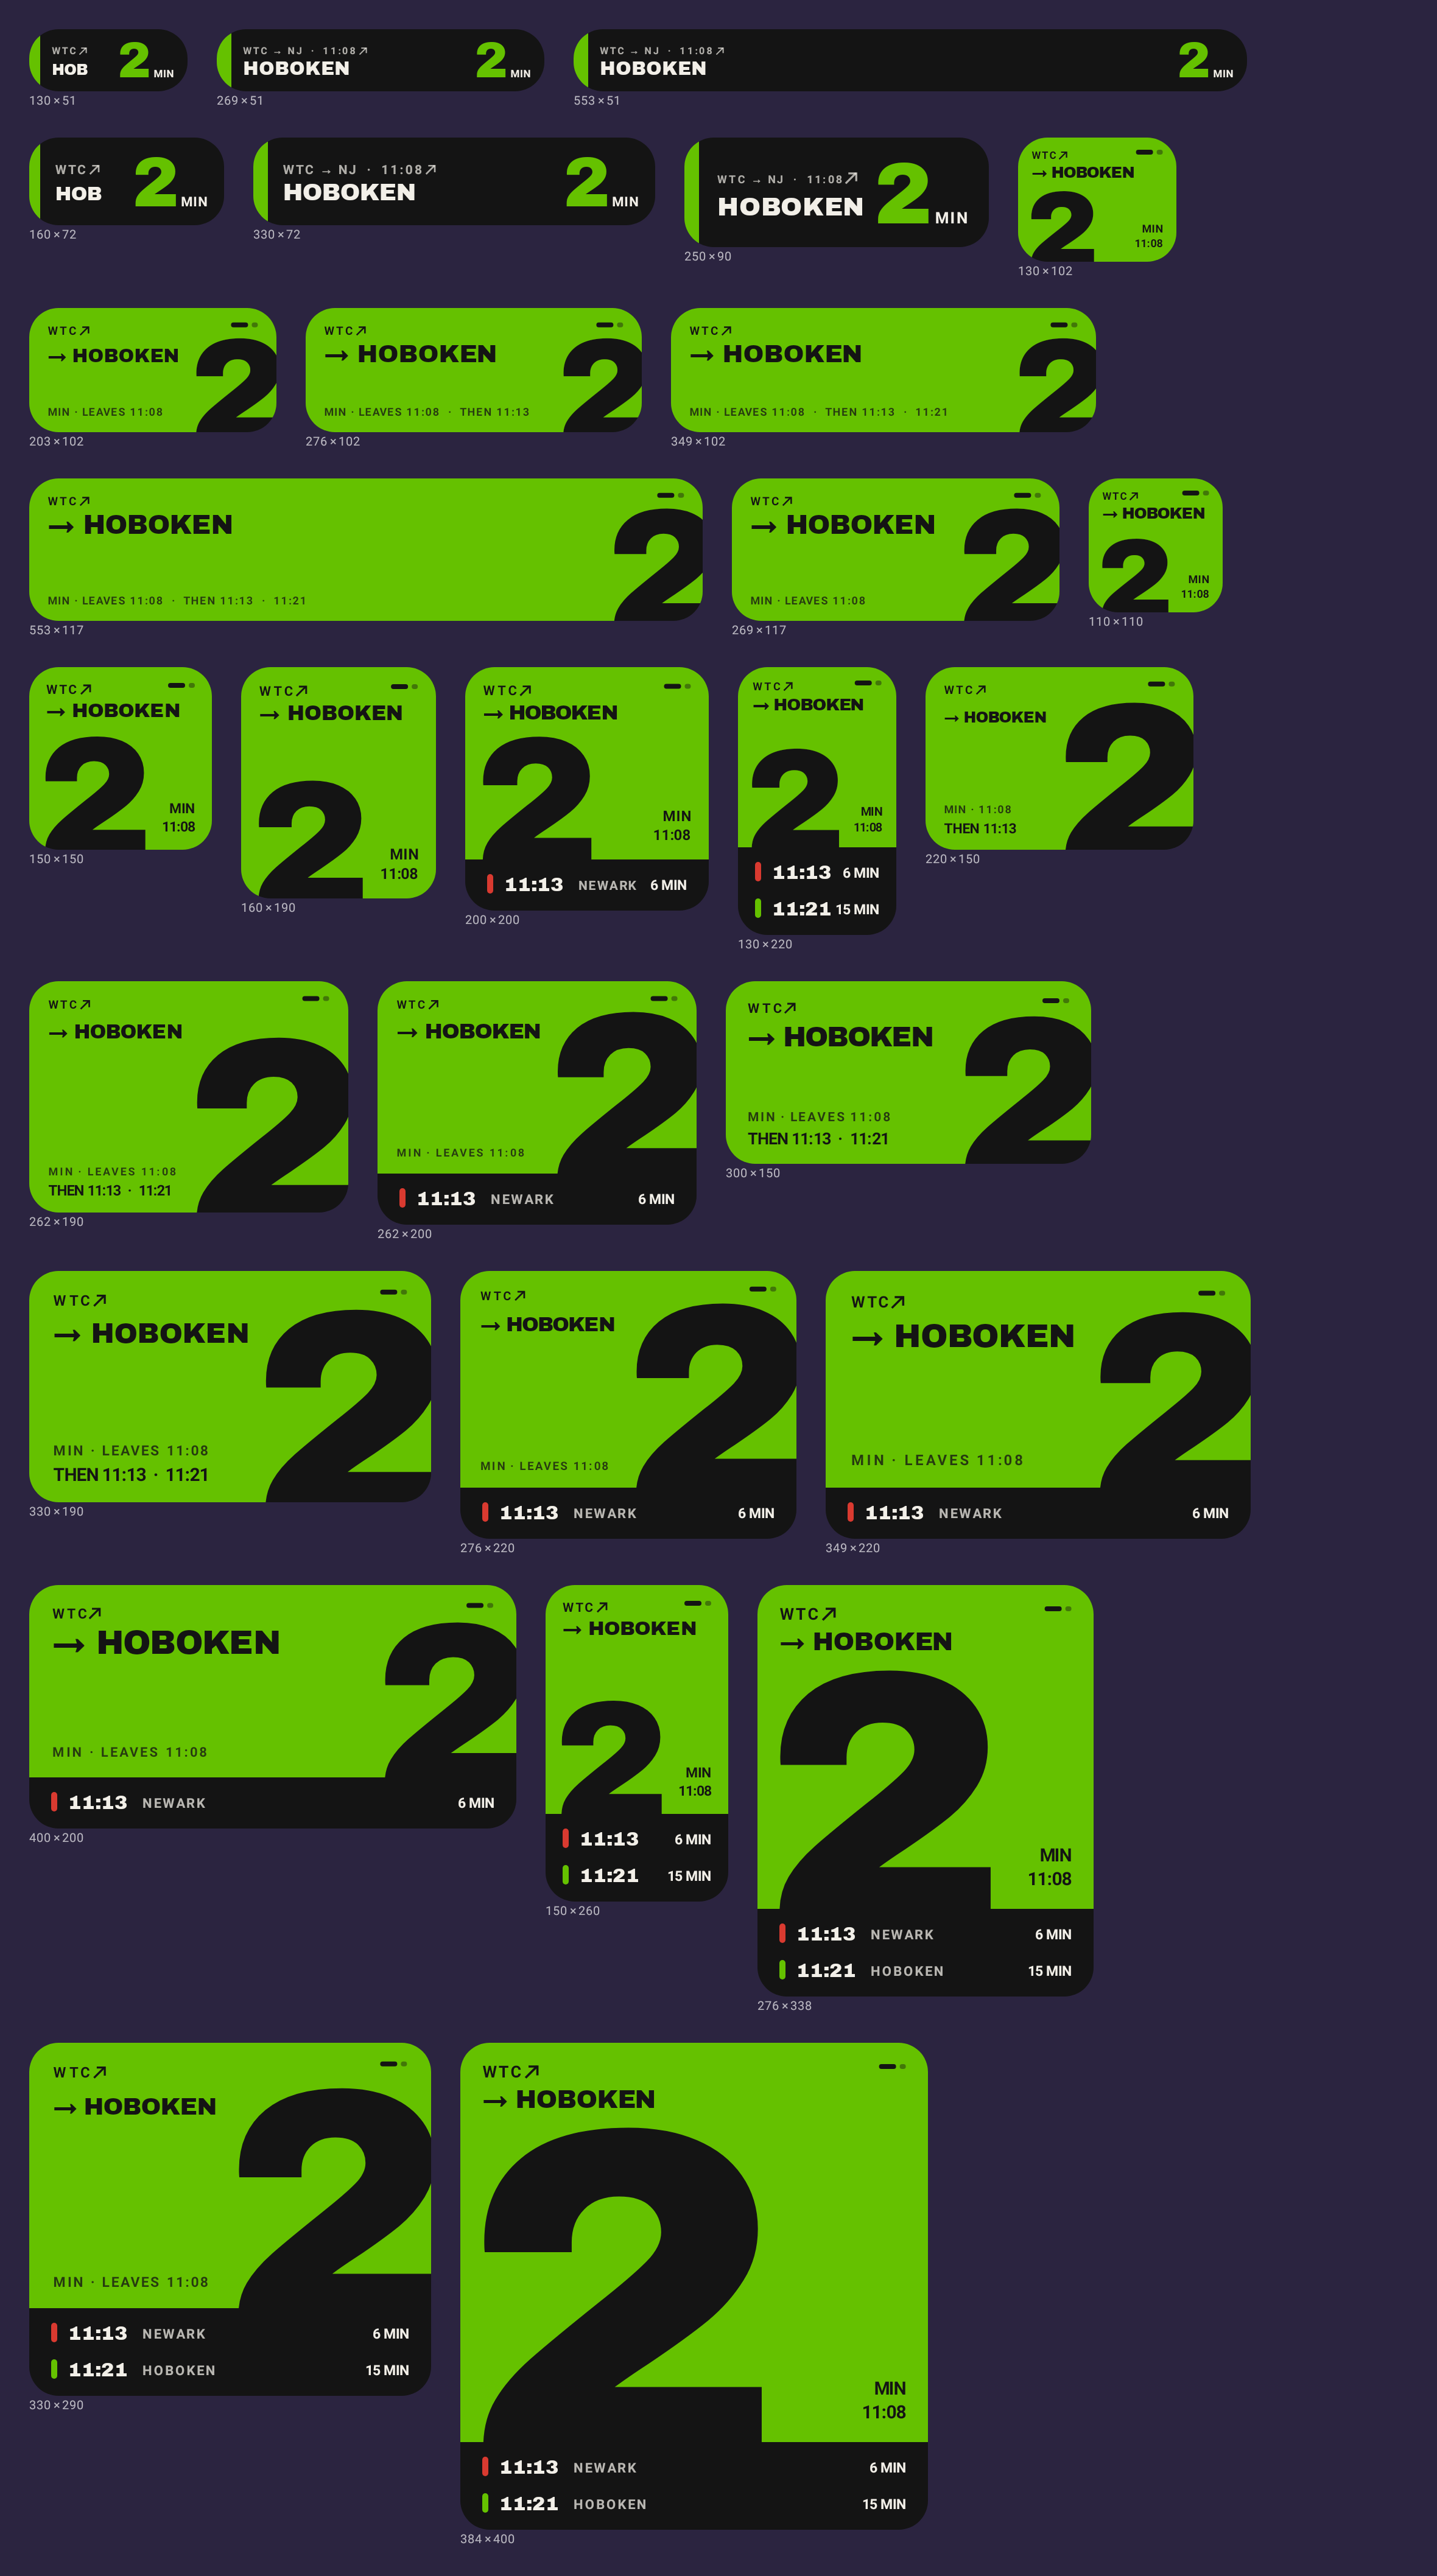 WTC↗
HOB
2 MIN
130×51
WTC → NJ · 11:08↗
HOBOKEN
2 MIN
269×51
WTC → NJ · 11:08↗
HOBOKEN
2 MIN
553×51
WTC↗
HOB
2 MIN
160×72
WTC → NJ · 11:08↗
HOBOKEN
2 MIN
330×72
WTC → NJ · 11:08↗
HOBOKEN
2 MIN
250×90
WTC↗
→ HOBOKEN
2
MIN
11:08
130×102
WTC↗
→ HOBOKEN
2
MIN · LEAVES 11:08
203×102
WTC↗
→ HOBOKEN
2
MIN · LEAVES 11:08 · THEN 11:13
276×102
WTC↗
→ HOBOKEN
2
MIN · LEAVES 11:08 · THEN 11:13 · 11:21
349×102
WTC↗
→ HOBOKEN
2
MIN · LEAVES 11:08 · THEN 11:13 · 11:21
553×117
WTC↗
→ HOBOKEN
2
MIN · LEAVES 11:08
269×117
WTC↗
→ HOBOKEN
2
MIN
11:08
110×110
WTC↗
→ HOBOKEN
2
MIN
11:08
150×150
WTC↗
→ HOBOKEN
2
MIN
11:08
160×190
WTC↗
→ HOBOKEN
2
MIN
11:08
11:13 NEWARK 6 MIN
200×200
WTC↗
→ HOBOKEN
2
MIN
11:08
11:13 6 MIN
11:21 15 MIN
130×220
WTC↗
→ HOBOKEN
2
MIN · 11:08
THEN 11:13
220×150
WTC↗
→ HOBOKEN
2
MIN · LEAVES 11:08
THEN 11:13 · 11:21
262×190
WTC↗
→ HOBOKEN
2
MIN · LEAVES 11:08
11:13 NEWARK 6 MIN
262×200
WTC↗
→ HOBOKEN
2
MIN · LEAVES 11:08
THEN 11:13 · 11:21
300×150
WTC↗
→ HOBOKEN
2
MIN · LEAVES 11:08
THEN 11:13 · 11:21
330×190
WTC↗
→ HOBOKEN
2
MIN · LEAVES 11:08
11:13 NEWARK 6 MIN
276×220
WTC↗
→ HOBOKEN
2
MIN · LEAVES 11:08
11:13 NEWARK 6 MIN
349×220
WTC↗
→ HOBOKEN
2
MIN · LEAVES 11:08
11:13 NEWARK 6 MIN
400×200
WTC↗
→ HOBOKEN
2
MIN
11:08
11:13 6 MIN
11:21 15 MIN
150×260
WTC↗
→ HOBOKEN
2
MIN
11:08
11:13 NEWARK 6 MIN
11:21 HOBOKEN 15 MIN
276×338
WTC↗
→ HOBOKEN
2
MIN · LEAVES 11:08
11:13 NEWARK 6 MIN
11:21 HOBOKEN 15 MIN
330×290
WTC↗
→ HOBOKEN
2
MIN
11:08
11:13 NEWARK 6 MIN
11:21 HOBOKEN 15 MIN
384×400